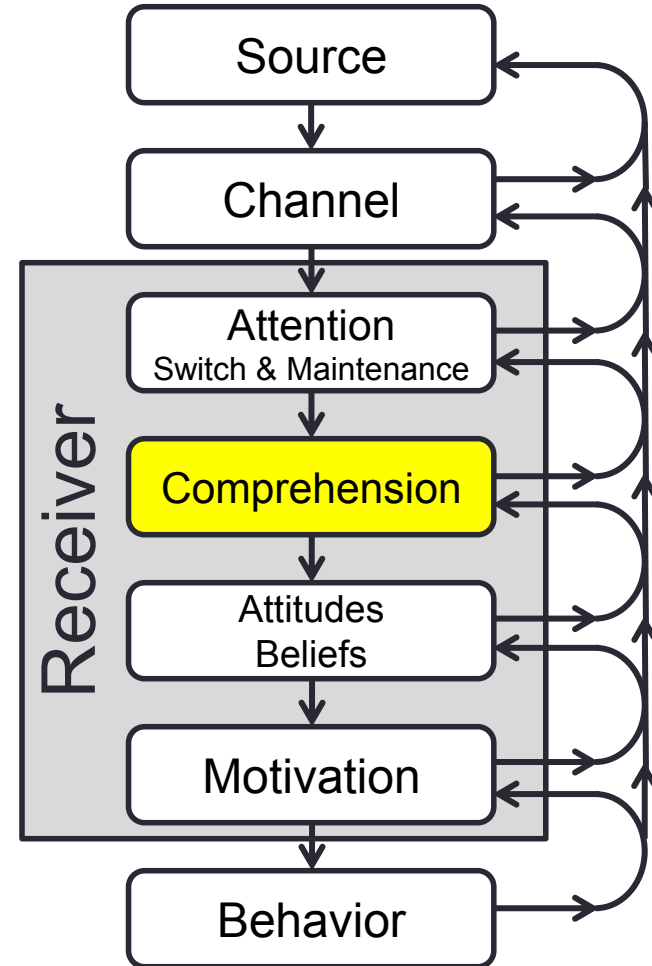 Source
Channel
Receiver
Attention
Switch & Maintenance
Comprehension
Attitudes
Beliefs
Motivation
Behavior